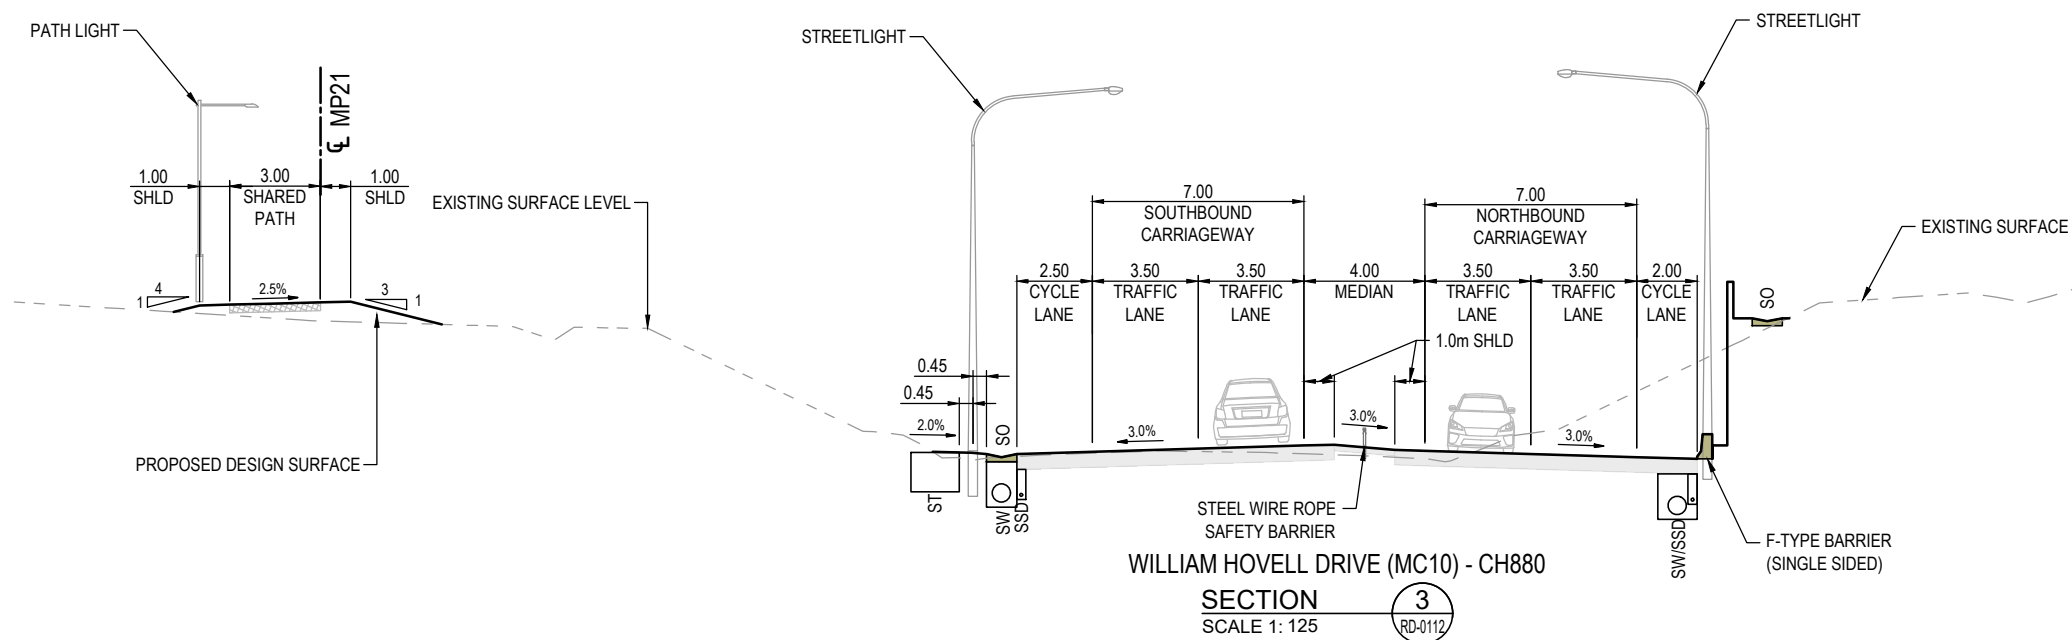 PATH LIGHT
STREETLIGHT
STREETLIGHT
℄ MP21
1.00
SHLD
3.00
SHARED
PATH
1.00
SHLD
EXISTING SURFACE LEVEL
7.00
SOUTHBOUND
CARRIAGEWAY
7.00
NORTHBOUND
CARRIAGEWAY
EXISTING SURFACE
2.50
CYCLE
LANE
3.50
TRAFFIC
LANE
3.50
TRAFFIC
LANE
4.00
MEDIAN
3.50
TRAFFIC
LANE
3.50
TRAFFIC
LANE
2.00
CYCLE
LANE
SO
4
1
2.5%
3
1
1.0m SHLD
0.45
0.45
2.0%
SO
3.0%
3.0%
3.0%
PROPOSED DESIGN SURFACE
ST
SW
SSD
STEEL WIRE ROPE
SAFETY BARRIER
SW/SSD
F-TYPE BARRIER
(SINGLE SIDED)
WILLIAM HOVELL DRIVE (MC10) - CH880
SECTION
SCALE 1: 125
3
RD-0112